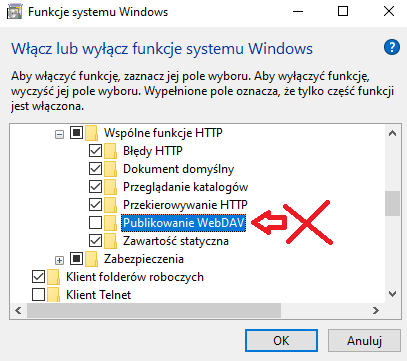 Funkcje systemu Windows
Włącz lub wyłącz funkcje systemu Windows
Aby włączyć funkcję, zaznacz jej pole wyboru. Aby wyłączyć funkcję,
wyczyść jej pole wyboru. Wypełnione pole oznacza, że tylko część funkcji
jest włączona.
Wspólne funkcje HTTP
Błędy HTTP
Dokument domyślny
Przeglądanie katalogów
Przekierowywanie HTTP
Publikowanie WebDAV
Zawartość statyczna
Zabezpieczenia
Klient folderów roboczych
Klient Telnet
OK Anuluj